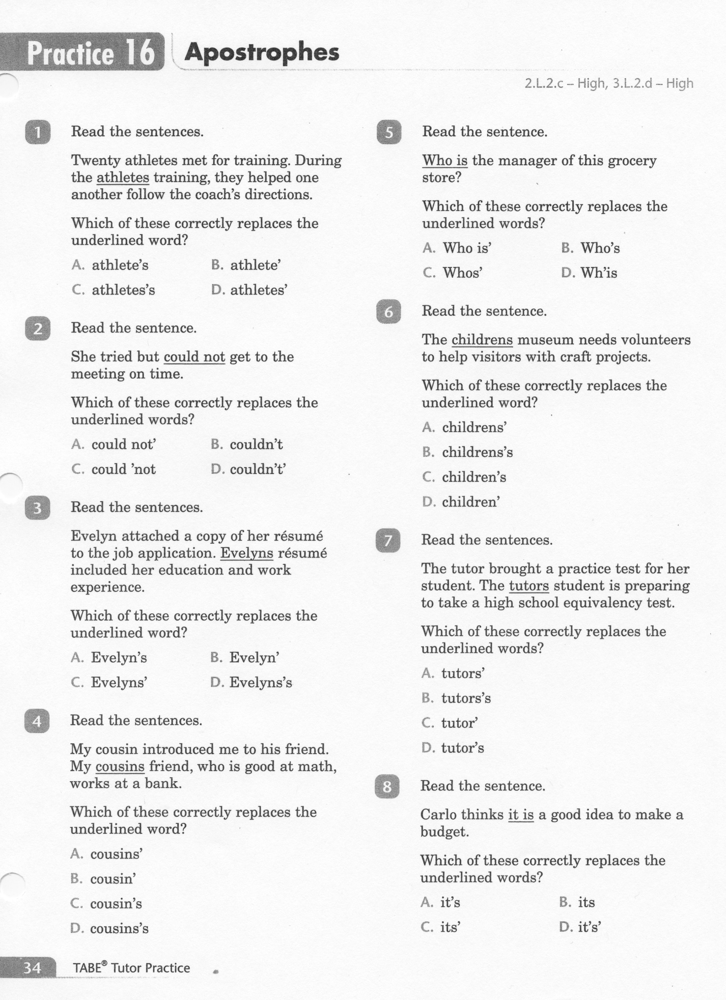 Practice 16
Apostrophes
2.L.2.c – High, 3.L.2.d – High
1
Read the sentences.
Twenty athletes met for training. During
the athletes training, they helped one
another follow the coach’s directions.
Which of these correctly replaces the
underlined word?
A. athlete’s B. athlete’
C. athletes’s D. athletes’
2
Read the sentence.
She tried but could not get to the
meeting on time.
Which of these correctly replaces the
underlined words?
A. could not’ B. couldn’t
C. could ’not D. couldn’t’
3
Read the sentences.
Evelyn attached a copy of her résumé
to the job application. Evelyns résumé
included her education and work
experience.
Which of these correctly replaces the
underlined word?
A. Evelyn’s B. Evelyn’
C. Evelyns’ D. Evelyns’s
4
Read the sentences.
My cousin introduced me to his friend.
My cousins friend, who is good at math,
works at a bank.
Which of these correctly replaces the
underlined word?
A. cousins’
B. cousin’
C. cousin’s
D. cousins’s
5
Read the sentence.
Who is the manager of this grocery
store?
Which of these correctly replaces the
underlined words?
A. Who is’ B. Who’s
C. Whos’ D. Wh’is
6
Read the sentence.
The childrens museum needs volunteers
to help visitors with craft projects.
Which of these correctly replaces the
underlined word?
A. childrens’
B. childrens’s
C. children’s
D. children’
7
Read the sentences.
The tutor brought a practice test for her
student. The tutors student is preparing
to take a high school equivalency test.
Which of these correctly replaces the
underlined words?
A. tutors’
B. tutors’s
C. tutor’
D. tutor’s
8
Read the sentence.
Carlo thinks it is a good idea to make a
budget.
Which of these correctly replaces the
underlined words?
A. it’s B. its
C. its’ D. it’s’
34 TABE® Tutor Practice